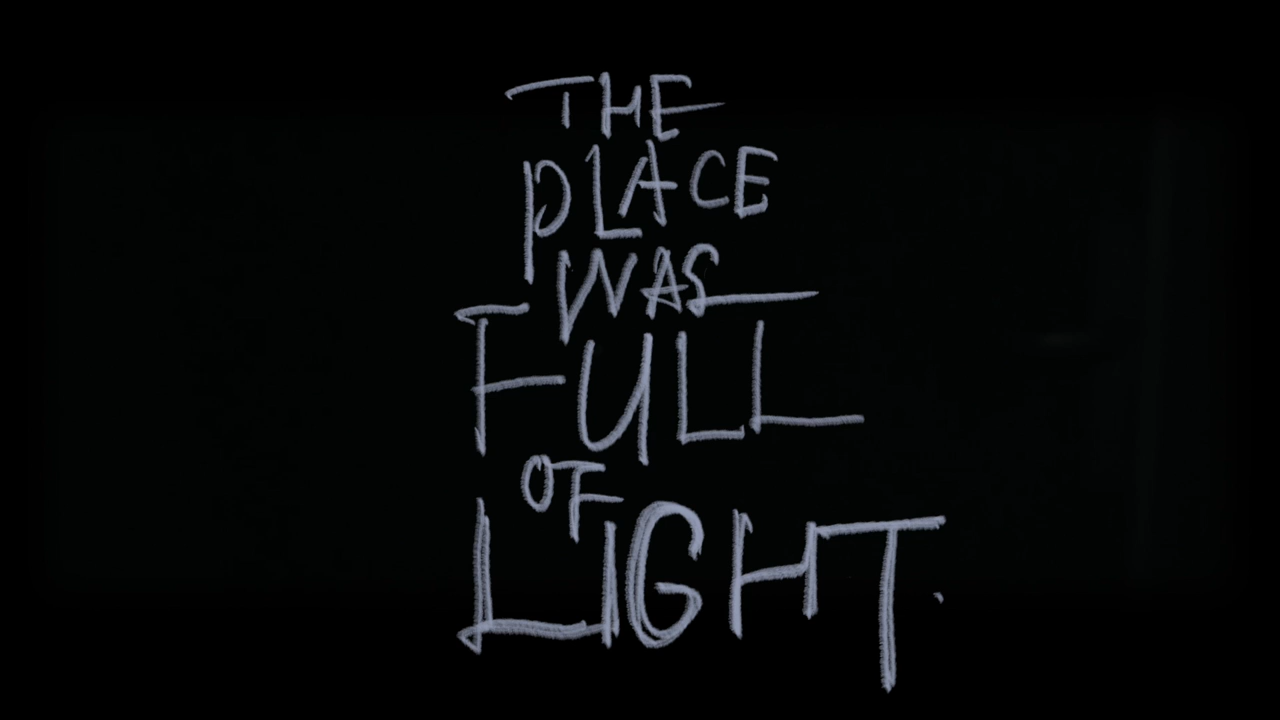 THE
PLACE
WAS
FULL
OF
LIGHT.